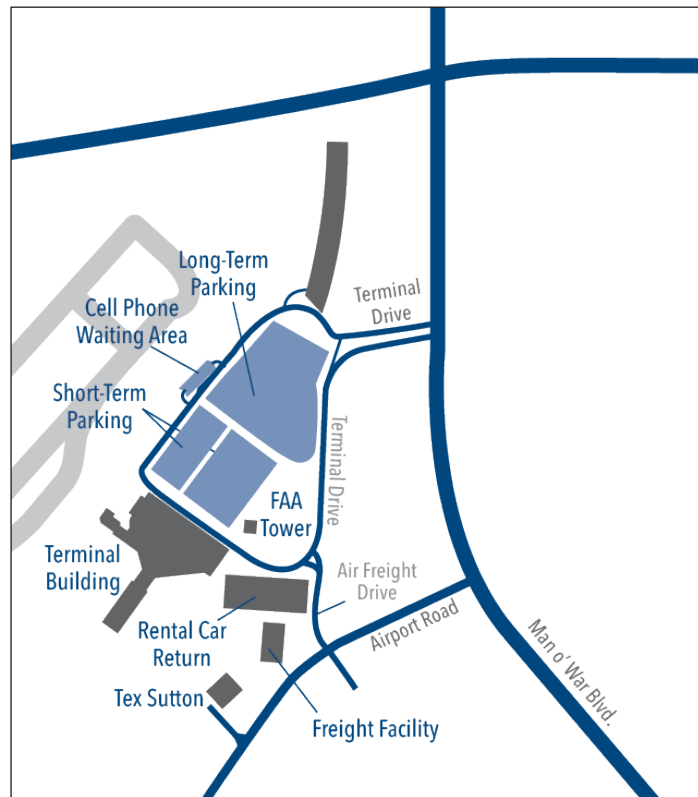 Long-Term
Parking
Terminal
Drive
Cell Phone
Waiting Area
Short-Term
Parking
Terminal Drive
FAA
Tower
Terminal
Building
Air Freight
Drive
Airport Road
Rental Car
Return
Man o’ War Blvd.
Tex Sutton
Freight Facility